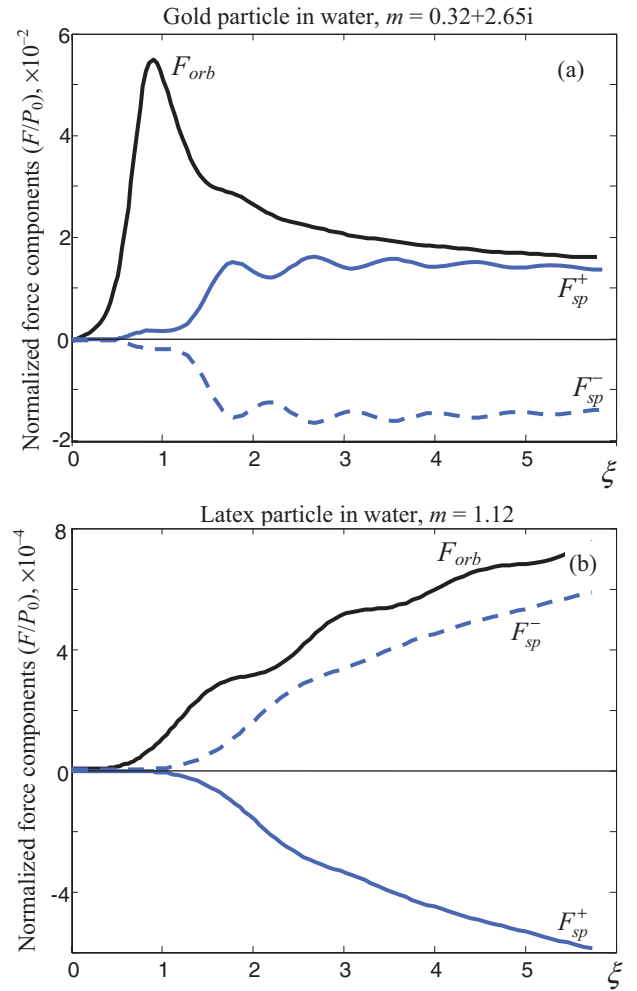 Gold particle in water, m = 0.32+2.65i
Normalized force components (F/P₀), ×10⁻²
6
4
2
0
-2
F_orb
(a)
F_sp^+
F_sp^−
0 1 2 3 4 5 ξ
Latex particle in water, m = 1.12
Normalized force components (F/P₀), ×10⁻⁴
8
4
0
-4
F_orb
(b)
F_sp^−
F_sp^+
0 1 2 3 4 5 ξ